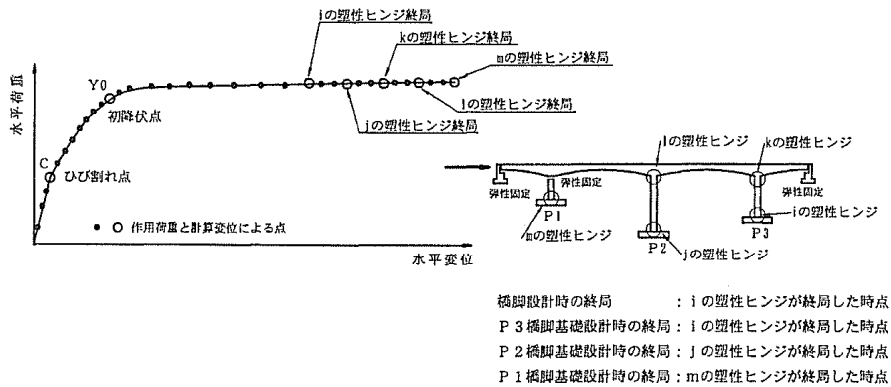 iの塑性ヒンジ終局
kの塑性ヒンジ終局
mの塑性ヒンジ終局
lの塑性ヒンジ終局
jの塑性ヒンジ終局
水平荷重
Y0
初降伏点
C
ひび割れ点
● ○ 作用荷重と計算変位による点
水平変位
lの塑性ヒンジ
kの塑性ヒンジ
弾性固定
弾性固定
弾性固定
P1
mの塑性ヒンジ
P2
jの塑性ヒンジ
P3
iの塑性ヒンジ
橋脚設計時の終局 : iの塑性ヒンジが終局した時点
P3橋脚基礎設計時の終局 : iの塑性ヒンジが終局した時点
P2橋脚基礎設計時の終局 : jの塑性ヒンジが終局した時点
P1橋脚基礎設計時の終局 : mの塑性ヒンジが終局した時点